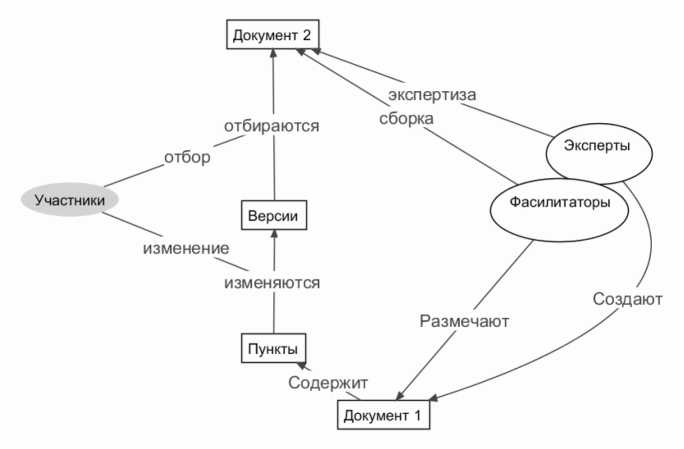 Документ 2
экспертиза
сборка
отбираются
Эксперты
отбор
Участники
Фасилитаторы
Версии
изменение
изменяются
Создают
Размечают
Пункты
Содержит
Документ 1